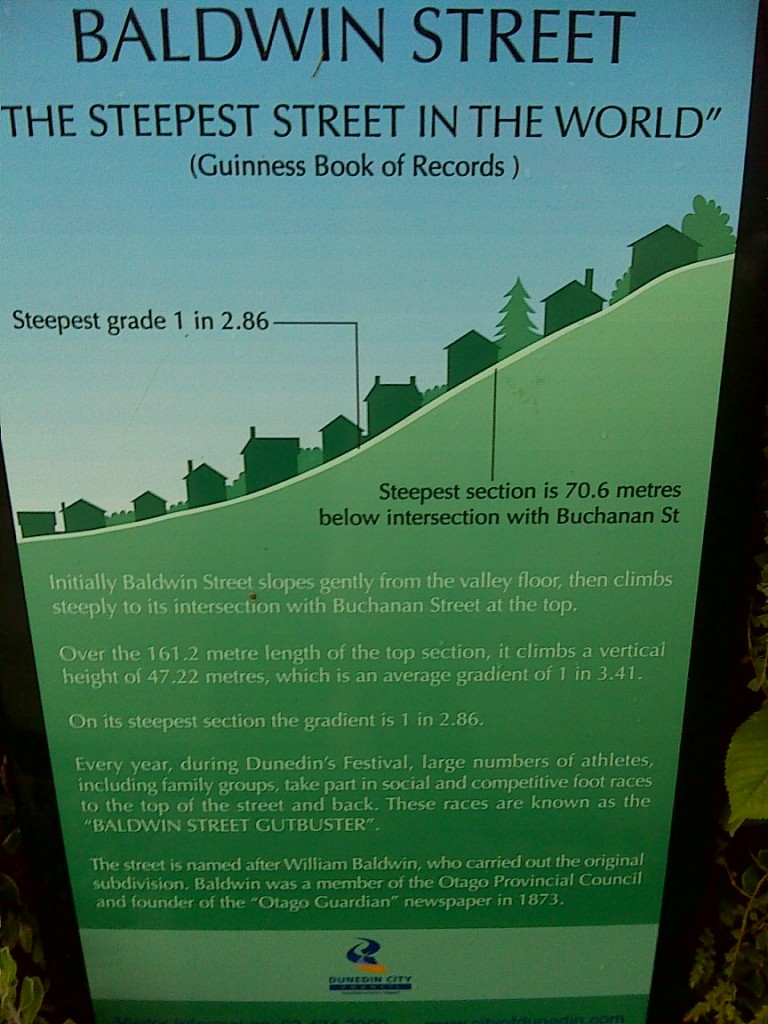 BALDWIN STREET
THE STEEPEST STREET IN THE WORLD"
(Guinness Book of Records )
Steepest grade 1 in 2.86
Steepest section is 70.6 metres
below intersection with Buchanan St
Initially Baldwin Street slopes gently from the valley floor, then climbs
steeply to its intersection with Buchanan Street at the top.
Over the 161.2 metre length of the top section, it climbs a vertical
height of 47.22 metres, which is an average gradient of 1 in 3.41.
On its steepest section the gradient is 1 in 2.86.
Every year, during Dunedin's Festival, large numbers of athletes,
including family groups, take part in social and competitive foot races
to the top of the street and back. These races are known as the
"BALDWIN STREET GUTBUSTER".
The street is named after William Baldwin, who carried out the original
subdivision. Baldwin was a member of the Otago Provincial Council
and founder of the "Otago Guardian" newspaper in 1873.
DUNEDIN CITY
COUNCIL
www.cityofdunedin.com